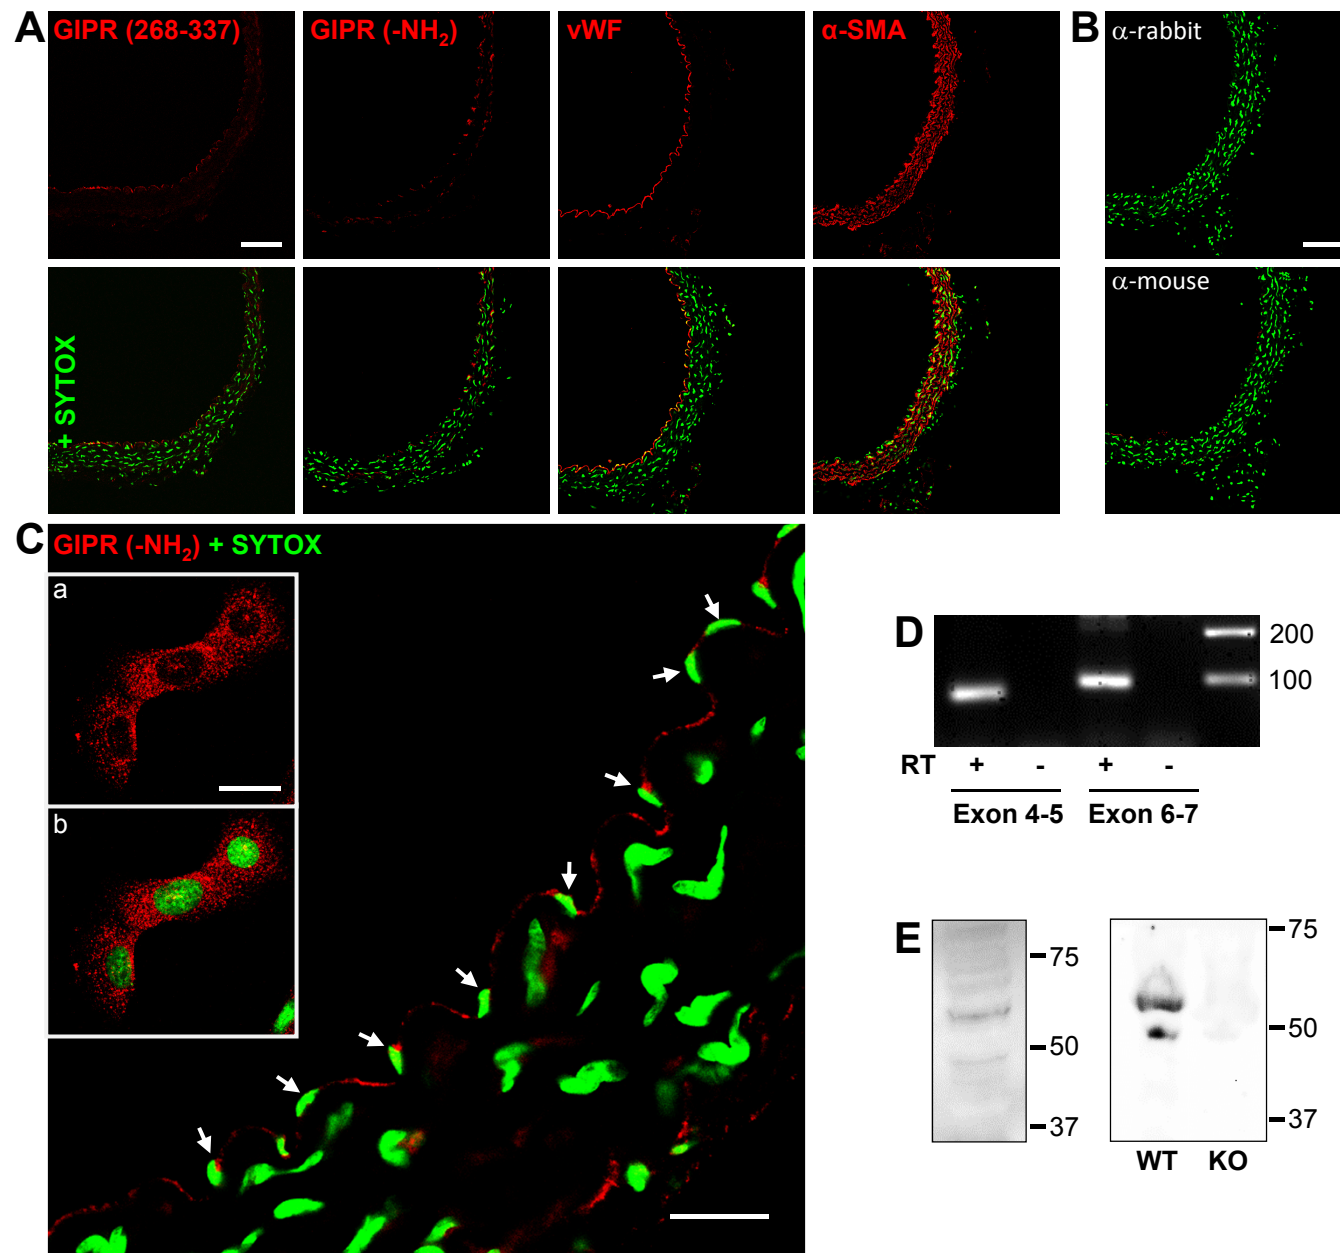 A GIPR (268-337) GIPR (-NH₂) vWF α-SMA B α-rabbit
+ SYTOX
α-mouse
C GIPR (-NH₂) + SYTOX
a
b
D 200
100
RT + - + -
Exon 4-5 Exon 6-7
E 75 75
50 50
37 37
WT KO